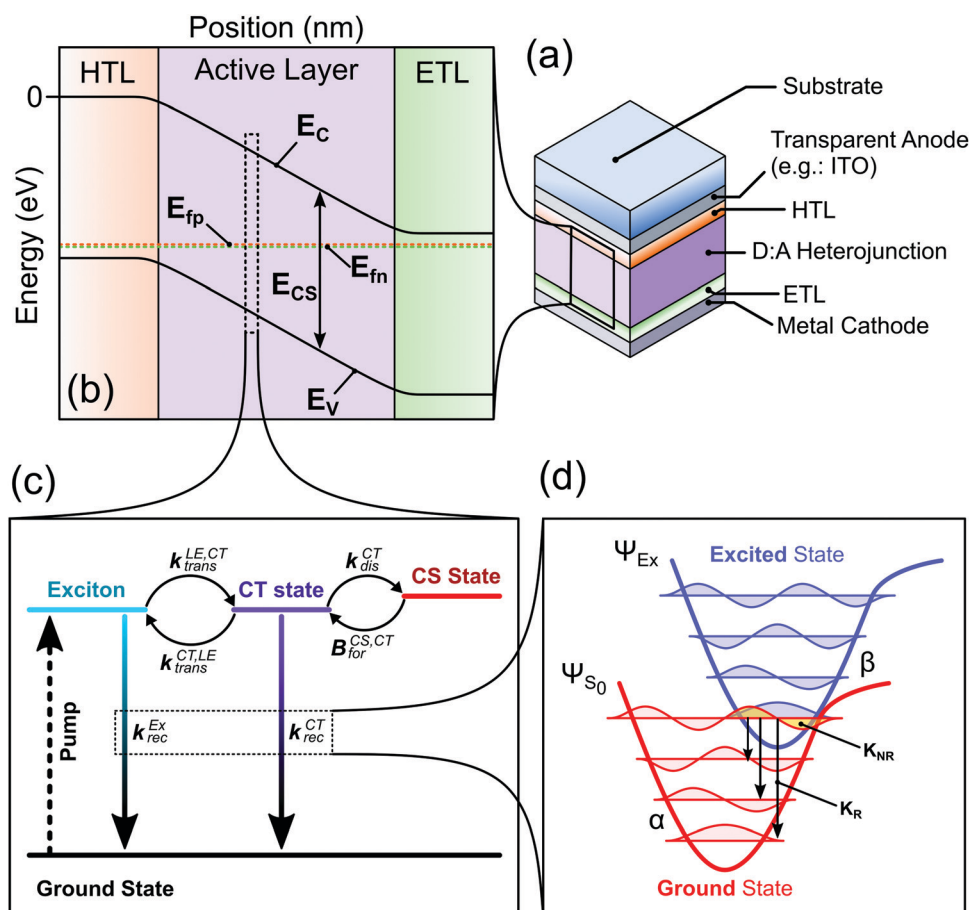 Position (nm)
HTL
Active Layer
ETL
(a)
0
Energy (eV)
E_C
E_fp
E_fn
E_CS
E_V
(b)
Substrate
Transparent Anode
(e.g.: ITO)
HTL
D:A Heterojunction
ETL
Metal Cathode
(c)
k_trans^LE,CT
k_dis^CT
Exciton
CT state
CS State
k_trans^CT,LE
B_for^CS,CT
Pump
k_rec^Ex
k_rec^CT
Ground State
(d)
Ψ_Ex
Excited State
β
Ψ_S0
K_NR
K_R
α
Ground State